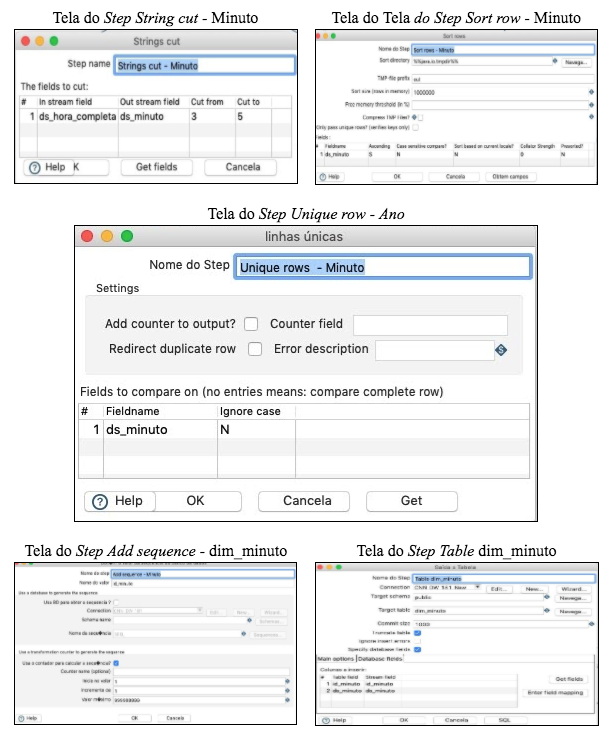 Tela do Step String cut - Minuto
Strings cut
Step name Strings cut - Minuto
The fields to cut:
# In stream field Out stream field Cut from Cut to
1 ds_hora_completa ds_minuto 3 5
Help K Get fields Cancela
Tela do Tela do Step Sort row - Minuto
Sort rows
Nome do Step Sort rows - Minuto
Sort directory %%java.io.tmpdir%% Navega...
TMP-file prefix out
Sort size (rows in memory) 1000000
Free memory threshold (in %)
Compress TMP Files?
Only pass unique rows? (verifies keys only)
Fields :
# Fieldname Ascending Case sensitive compare? Sort based on current locale? Collator Strength Presorted?
1 ds_minuto S N N 0 N
Help OK Cancela Obtem campos
Tela do Step Unique row - Ano
linhas únicas
Nome do Step Unique rows - Minuto
Settings
Add counter to output? Counter field
Redirect duplicate row Error description
Fields to compare on (no entries means: compare complete row)
# Fieldname Ignore case
1 ds_minuto N
Help OK Cancela Get
Tela do Step Add sequence - dim_minuto
Nome do step Add sequence - Minuto
Nome do valor id_minuto
Use a database to generate the sequence
Use BD para obter a sequencia ?
Connection Edit... New... Wizard...
Schema name Schemas...
Nome da sequência Sequences...
Use a transformation counter to generate the sequence
Usa o contador para calcular a sequência?
Counter name (optional)
Inicia no valor 1
Incremento de 1
Valor máximo 999999999
Help OK Cancela
Tela do Step Table dim_minuto
Saída a Tabela
Nome do Step Table dim_minuto
Connection Edit... New... Wizard...
Target schema public Navega...
Target table dim_minuto Navega...
Commit size 1000
Truncate table
Ignore insert errors
Specify database fields
Main options Database fields
Colunas a inserir:
# Table field Stream field
1 id_minuto id_minuto
2 ds_minuto ds_minuto
Get fields
Enter field mapping
Help OK Cancela SQL